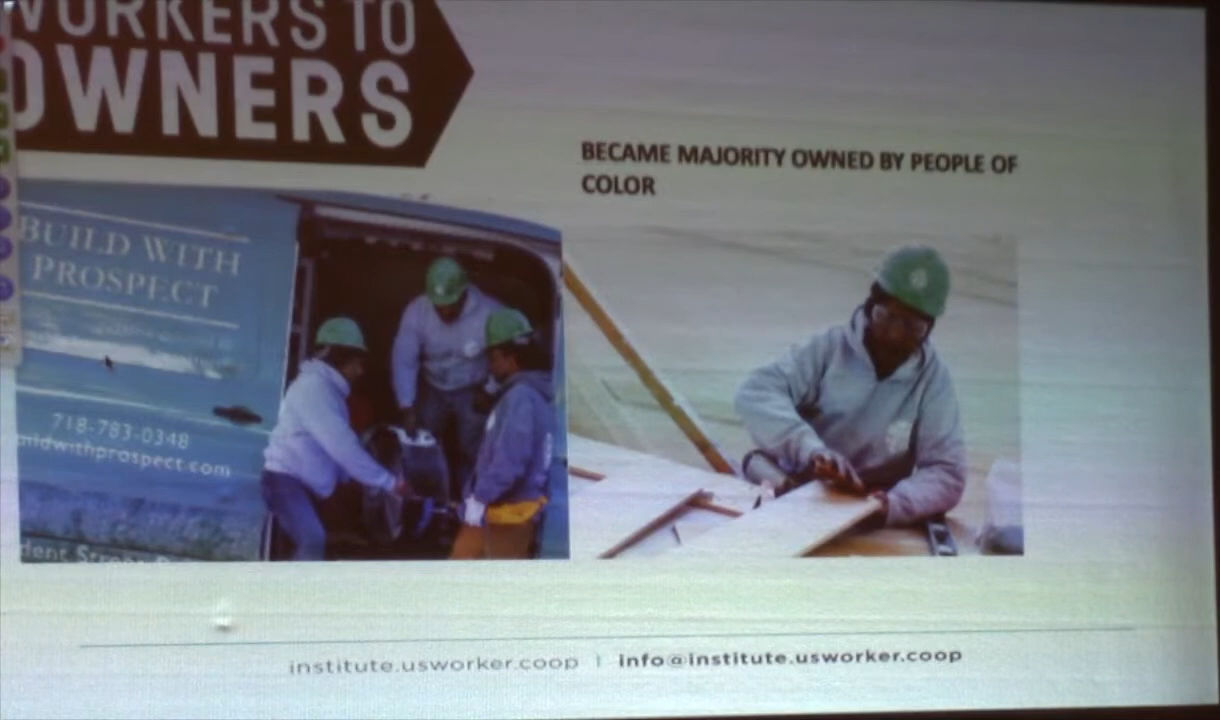 WORKERS TO
OWNERS
BECAME MAJORITY OWNED BY PEOPLE OF
COLOR
BUILD WITH
PROSPECT
718-783-0348
institute.usworker.coop | info@institute.usworker.coop